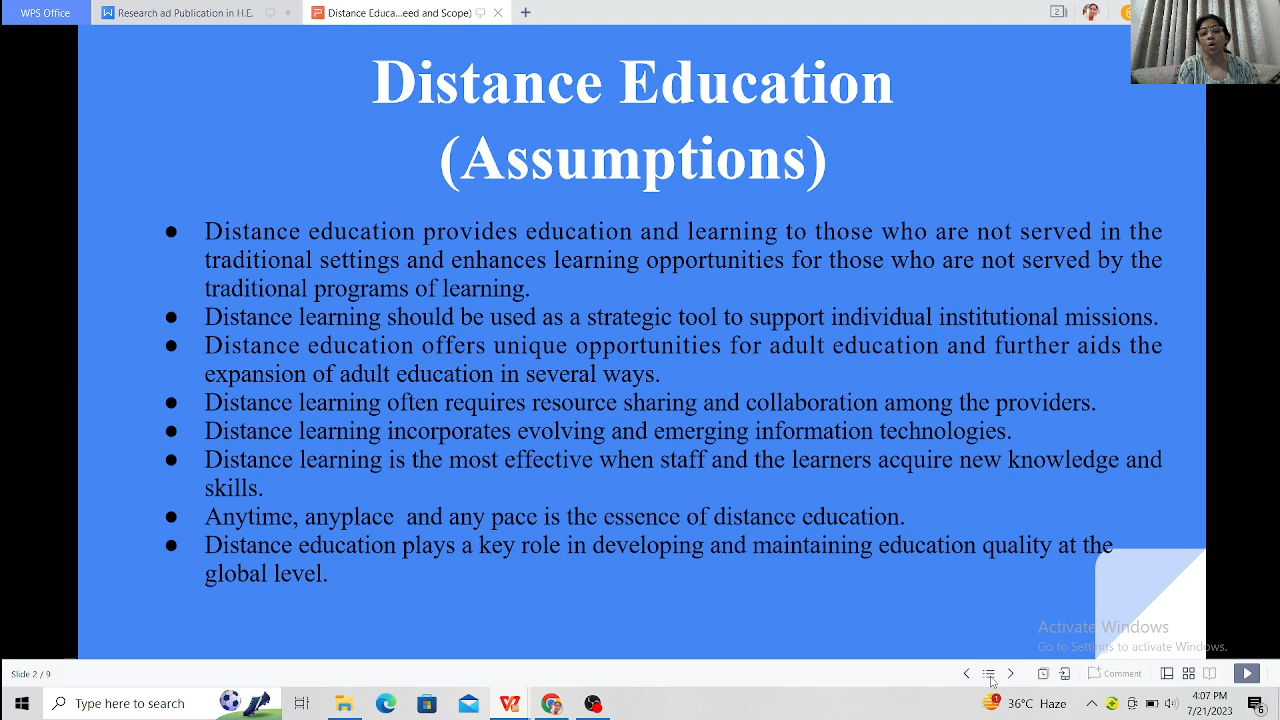 WPS Office
Research ad Publication in H.E.
Distance Educa...eed and Scope)
2
Distance Education
(Assumptions)
● Distance education provides education and learning to those who are not served in the
traditional settings and enhances learning opportunities for those who are not served by the
traditional programs of learning.
● Distance learning should be used as a strategic tool to support individual institutional missions.
● Distance education offers unique opportunities for adult education and further aids the
expansion of adult education in several ways.
● Distance learning often requires resource sharing and collaboration among the providers.
● Distance learning incorporates evolving and emerging information technologies.
● Distance learning is the most effective when staff and the learners acquire new knowledge and
skills.
● Anytime, anyplace and any pace is the essence of distance education.
● Distance education plays a key role in developing and maintaining education quality at the
global level.
Activate Windows
Go to Settings to activate Windows.
Slide 2 / 9
Comment
Type here to search
36°C Haze
4:07 PM
7/21/2023
6